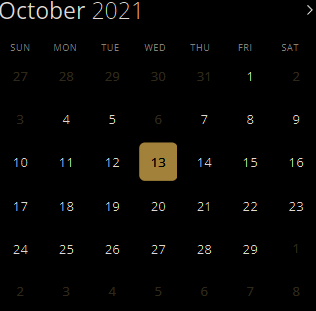 October 2021 >
SUN MON TUE WED THU FRI SAT
27 28 29 30 31 1 2
3 4 5 6 7 8 9
10 11 12 13 14 15 16
17 18 19 20 21 22 23
24 25 26 27 28 29 1
2 3 4 5 6 7 8